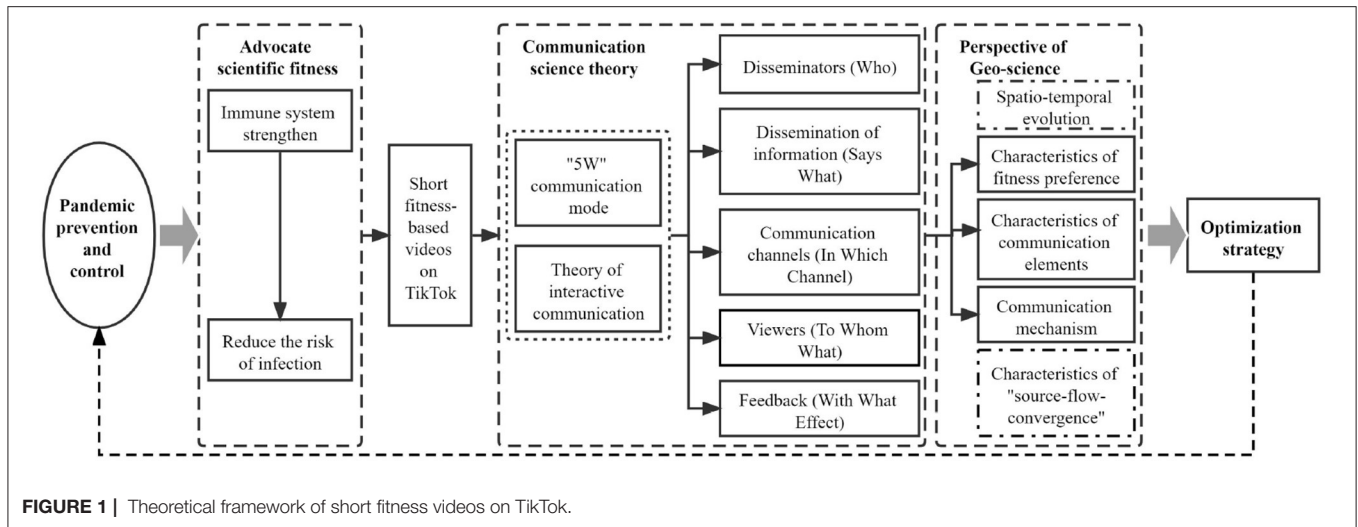 Pandemic
prevention
and
control
Advocate
scientific fitness
Immune system
strengthen
Reduce the risk
of infection
Short
fitness-
based
videos
on
TikTok
Communication
science theory
"5W"
communication
mode
Theory of
interactive
communication
Disseminators (Who)
Dissemination of
information (Says
What)
Communication
channels (In Which
Channel)
Viewers (To Whom
What)
Feedback (With What
Effect)
Perspective of
Geo-science
Spatio-temporal
evolution
Characteristics of
fitness preference
Characteristics of
communication
elements
Communication
mechanism
Characteristics of
"source-flow-
convergence"
Optimization
strategy
FIGURE 1 | Theoretical framework of short fitness videos on TikTok.